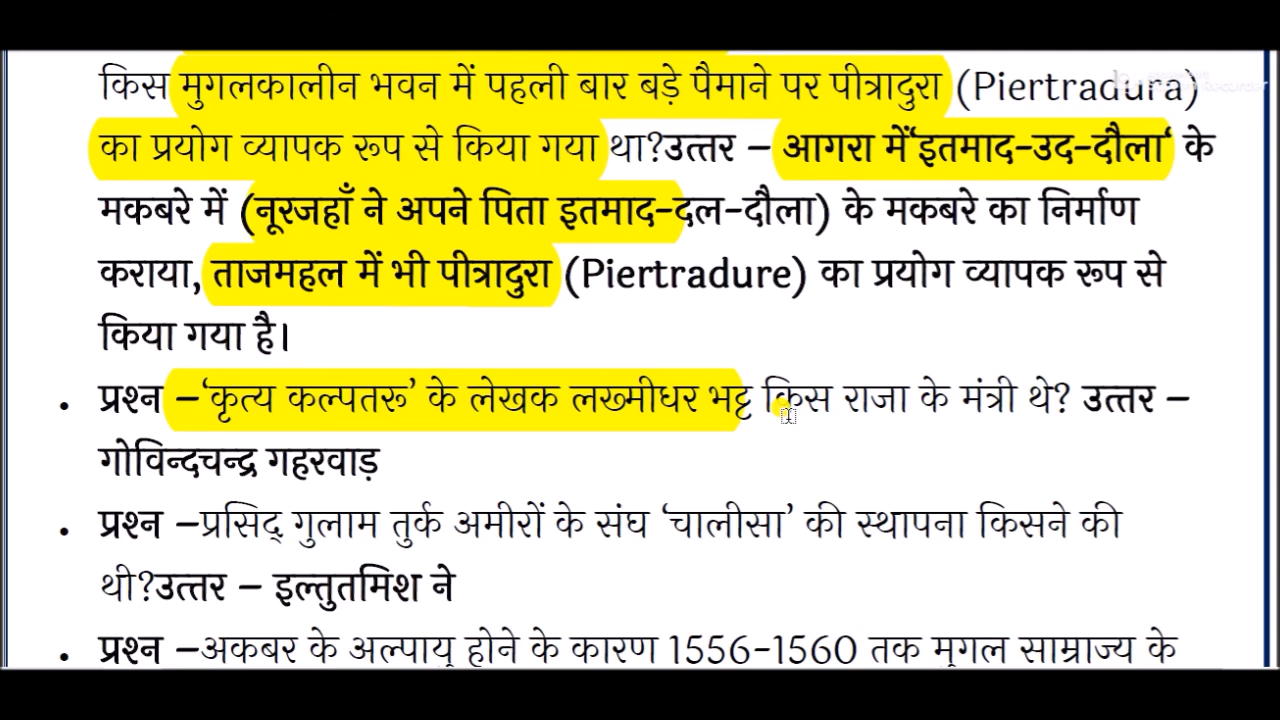 किस मुगलकालीन भवन में पहली बार बड़े पैमाने पर पीत्रादुरा (Piertradura)
का प्रयोग व्यापक रूप से किया गया था?उत्तर – आगरा में‘इतमाद-उद-दौला‘ के
मकबरे में (नूरजहाँ ने अपने पिता इतमाद-दल-दौला) के मकबरे का निर्माण
कराया, ताजमहल में भी पीत्रादुरा (Piertradure) का प्रयोग व्यापक रूप से
किया गया है।
• प्रश्न –‘कृत्य कल्पतरू’ के लेखक लख्मीधर भट्ट किस राजा के मंत्री थे? उत्तर –
गोविन्दचन्द्र गहरवाड़
• प्रश्न –प्रसिद् गुलाम तुर्क अमीरों के संघ ‘चालीसा’ की स्थापना किसने की
थी?उत्तर – इल्तुतमिश ने
• प्रश्न –अकबर के अल्पायु होने के कारण 1556-1560 तक मुगल साम्राज्य के